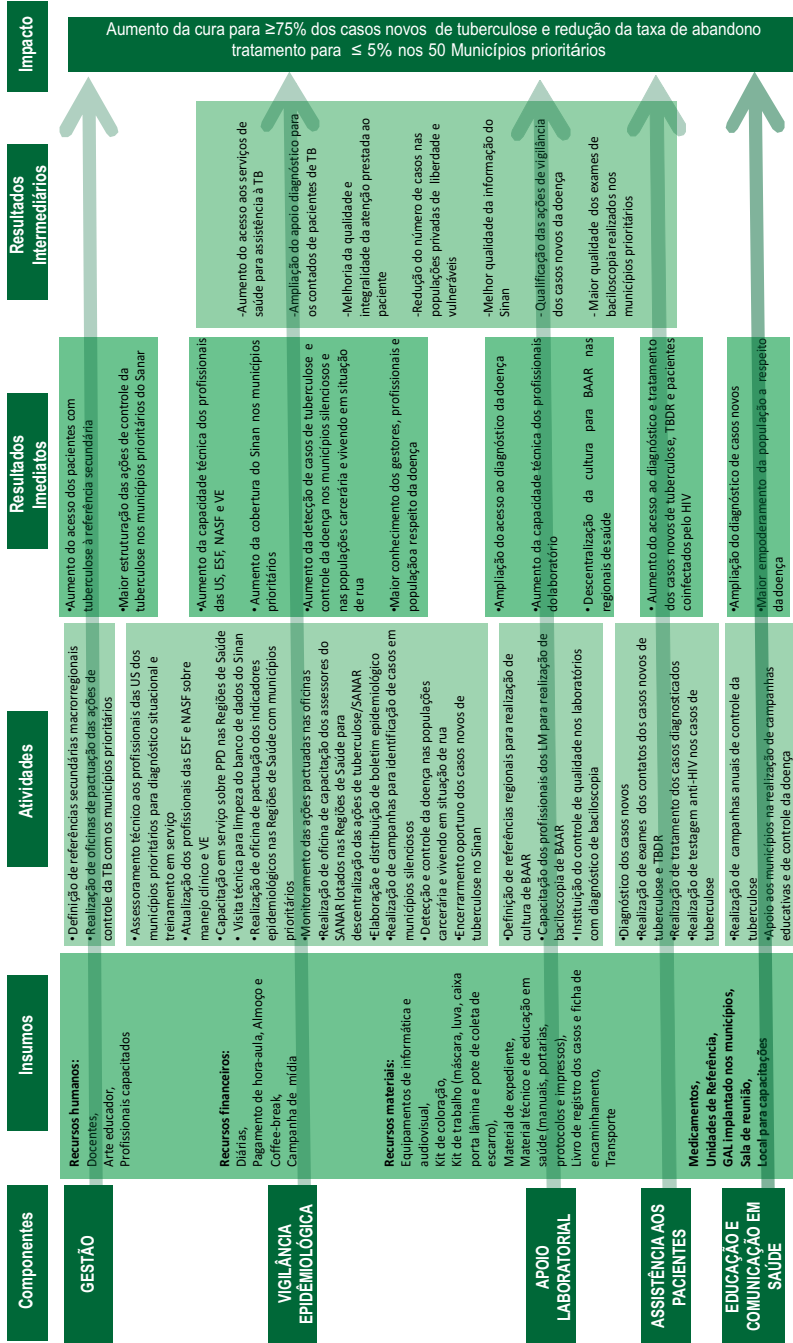 Componentes
Insumos
Atividades
Resultados
Imediatos
Resultados
Intermediários
Impacto
GESTÃO
VIGILÂNCIA
EPIDÊMIOLÓGICA
APOIO
LABORATORIAL
ASSISTÊNCIA AOS
PACIENTES
EDUCAÇÃO E
COMUNICAÇÃO EM
SAÚDE
Recursos humanos:
Docentes,
Arte educador,
Profissionais capacitados
Recursos financeiros:
Diárias,
Pagamento de hora-aula, Almoço e
Coffee-break,
Campanha de mídia
Recursos materiais:
Equipamentos de informática e
audiovisual,
Kit de coloração,
Kit de trabalho (máscara, luva, caixa
porta lâmina e pote de coleta de
escarro),
Material de expediente,
Material técnico e de educação em
saúde (manuais, portarias,
protocolos e impressos),
Livro de registro dos casos e ficha de
encaminhamento,
Transporte
Medicamentos,
Unidades de Referência,
GAL implantado nos municípios,
Sala de reunião,
Local para capacitações
• Definição de referências secundárias macrorregionais
•Realização de oficinas de pactuação das ações de
controle da TB com os municípios prioritários
• Assessoramento técnico aos profissionais das US dos
municípios prioritários para diagnóstico situacional e
treinamento em serviço
•Atualização dos profissionais das ESF e NASF sobre
manejo clínico e VE
• Capacitação em serviço sobre PPD nas Regiões de Saúde
• Visita técnica para limpeza do banco de dados do Sinan
•Realização de oficina de pactuação dos indicadores
epidemiológicos nas Regiões de Saúde com municípios
prioritários
•Monitoramento das ações pactuadas nas oficinas
•Realização de oficina de capacitação dos assessores do
SANAR lotados nas Regiões de Saúde para
descentralização das ações de tuberculose/SANAR
•Elaboração e distribuição de boletim epidemiológico
•Realização de campanhas para identificação de casos em
municípios silenciosos
• Detecção e controle da doença nas populações
carcerária e vivendo em situação de rua
•Encerrarmento oportuno dos casos novos de
tuberculose no Sinan
•Definição de referências regionais para realização de
cultura de BAAR
•Capacitação dos profissionais dos LM para realização de
baciloscopia de BAAR
• Instituição do controle de qualidade nos laboratórios
com diagnóstico de baciloscopia
•Diagnóstico dos casos novos
•Realização de exames dos contatos dos casos novos de
tuberculose e TBDR
•Realização de tratamento dos casos diagnosticados
•Realização de testagem anti-HIV nos casos de
tuberculose
•Realização de campanhas anuais de controle da
tuberculose
•Apoio aos municípios na realização de campanhas
educativas e de controle da doença
•Aumento do acesso dos pacientes com
tuberculose à referência secundária
•Maior estruturação das ações de controle da
tuberculose nos municípios prioritários do Sanar
•Aumento da capacidade técnica dos profissionais
das US, ESF, NASF e VE
•Aumento da cobertura do Sinan nos municípios
prioritários
•Aumento da detecção de casos de tuberculose e
controle da doença nos municípios silenciosos e
nas populações carcerária e vivendo em situação
de rua
•Maior conhecimento dos gestores, profissionais e
população a respeito da doença
•Ampliação do acesso ao diagnóstico da doença
•Aumento da capacidade técnica dos profissionais
do laboratório
• Descentralização da cultura para BAAR nas
regionais de saúde
• Aumento do acesso ao diagnóstico e tratamento
dos casos novos de tuberculose, TBDR e pacientes
coinfectados pelo HIV
•Ampliação do diagnóstico de casos novos
•Maior empoderamento da população a respeito
da doença
-Aumento do acesso aos serviços de
saúde para assistência à TB
-Ampliação do apoio diagnóstico para
os contados de pacientes de TB
-Melhoria da qualidade e
integralidade da atenção prestada ao
paciente
-Redução do número de casos nas
populações privadas de liberdade e
vulneráveis
-Melhor qualidade da informação do
Sinan
- Qualificação das ações de vigilância
dos casos novos da doença
- Maior qualidade dos exames de
baciloscopia realizados nos
municípios prioritários
Aumento da cura para ≥75% dos casos novos de tuberculose e redução da taxa de abandono
tratamento para ≤ 5% nos 50 Municípios prioritários